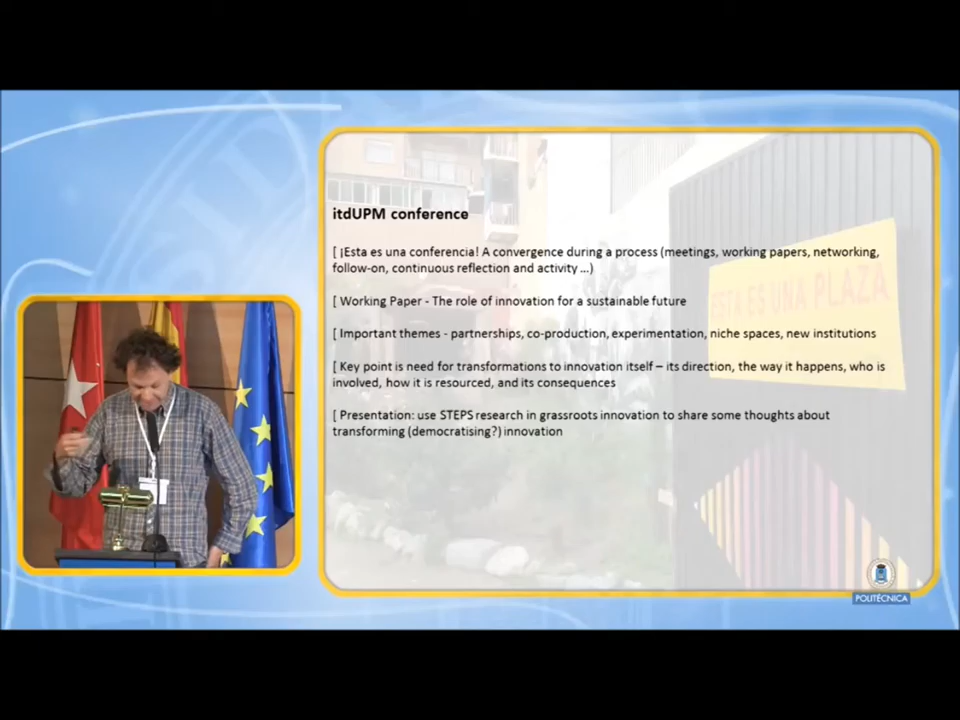 itdUPM conference
[ ¡Esta es una conferencia! A convergence during a process (meetings, working papers, networking,
follow-on, continuous reflection and activity ...)
[ Working Paper - The role of innovation for a sustainable future
[ Important themes - partnerships, co-production, experimentation, niche spaces, new institutions
[ Key point is need for transformations to innovation itself – its direction, the way it happens, who is
involved, how it is resourced, and its consequences
[ Presentation: use STEPS research in grassroots innovation to share some thoughts about
transforming (democratising?) innovation
ESTA ES UNA PLAZA
POLITÉCNICA